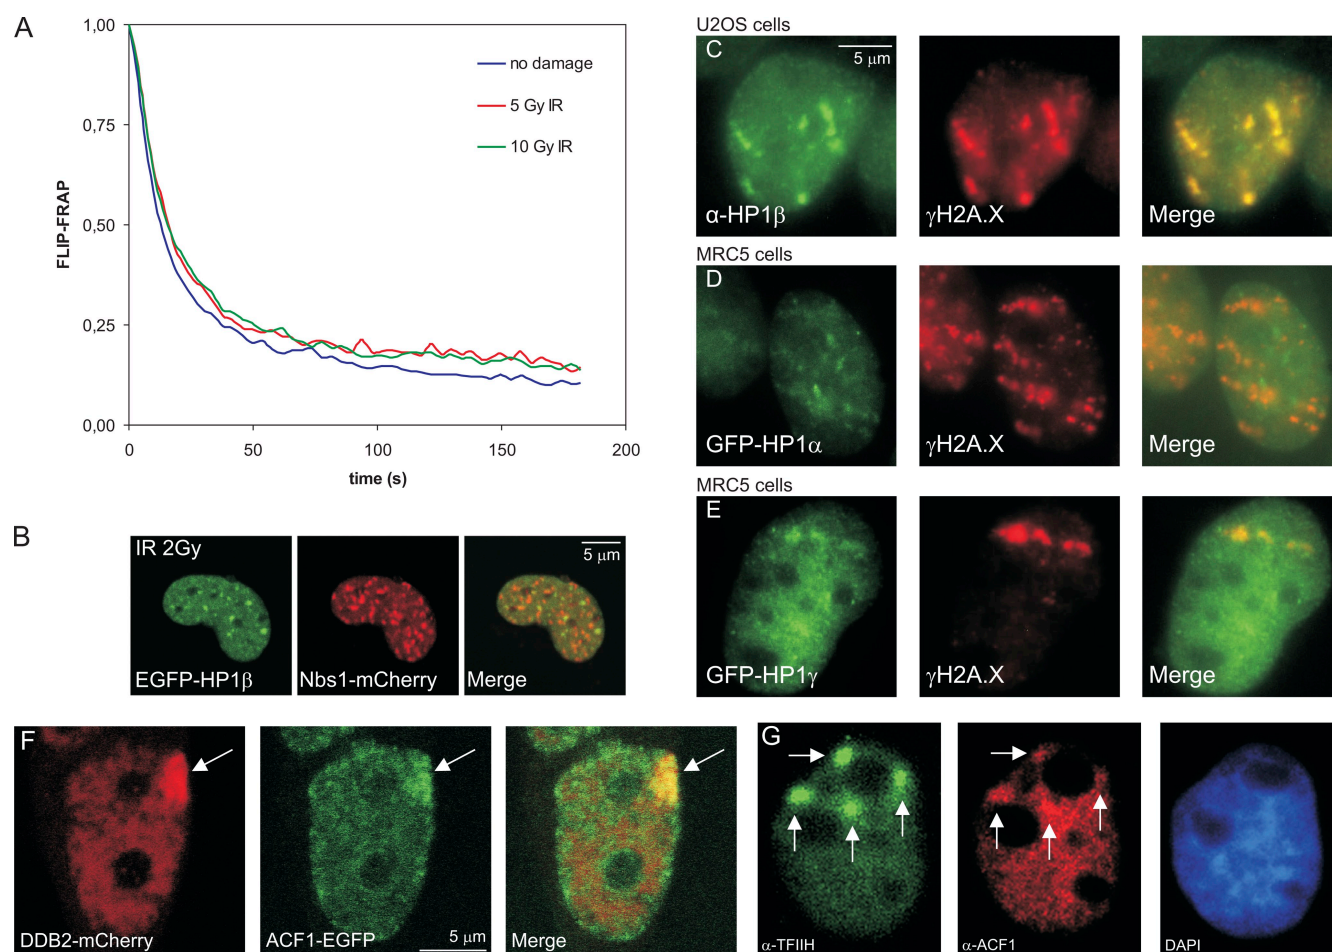 A
1,00
0,75
0,50
0,25
0,00
FLIP-FRAP
no damage
5 Gy IR
10 Gy IR
0 50 100 150 200
time (s)
B
IR 2Gy
5 μm
EGFP-HP1β
Nbs1-mCherry
Merge
U2OS cells
C
5 μm
α-HP1β
γH2A.X
Merge
MRC5 cells
D
GFP-HP1α
γH2A.X
Merge
MRC5 cells
E
GFP-HP1γ
γH2A.X
Merge
F
DDB2-mCherry
ACF1-EGFP
5 μm
Merge
G
α-TFIIH
α-ACF1
DAPI